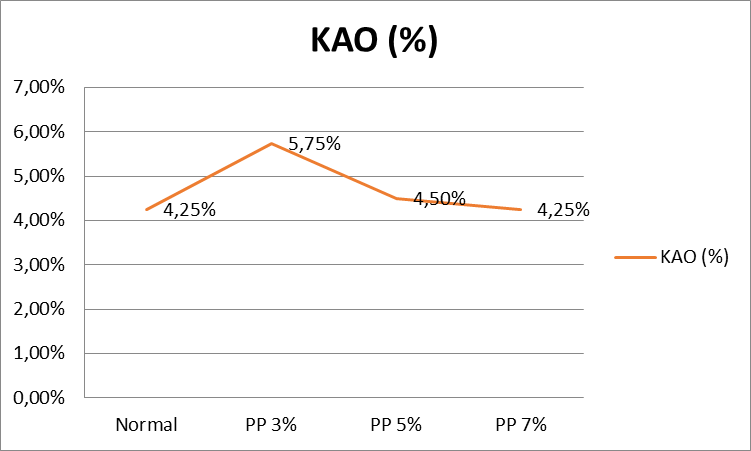 KAO (%)
7,00%
6,00%
5,00%
4,00%
3,00%
2,00%
1,00%
0,00%
4,25%
5,75%
4,50%
4,25%
Normal
PP 3%
PP 5%
PP 7%
KAO (%)